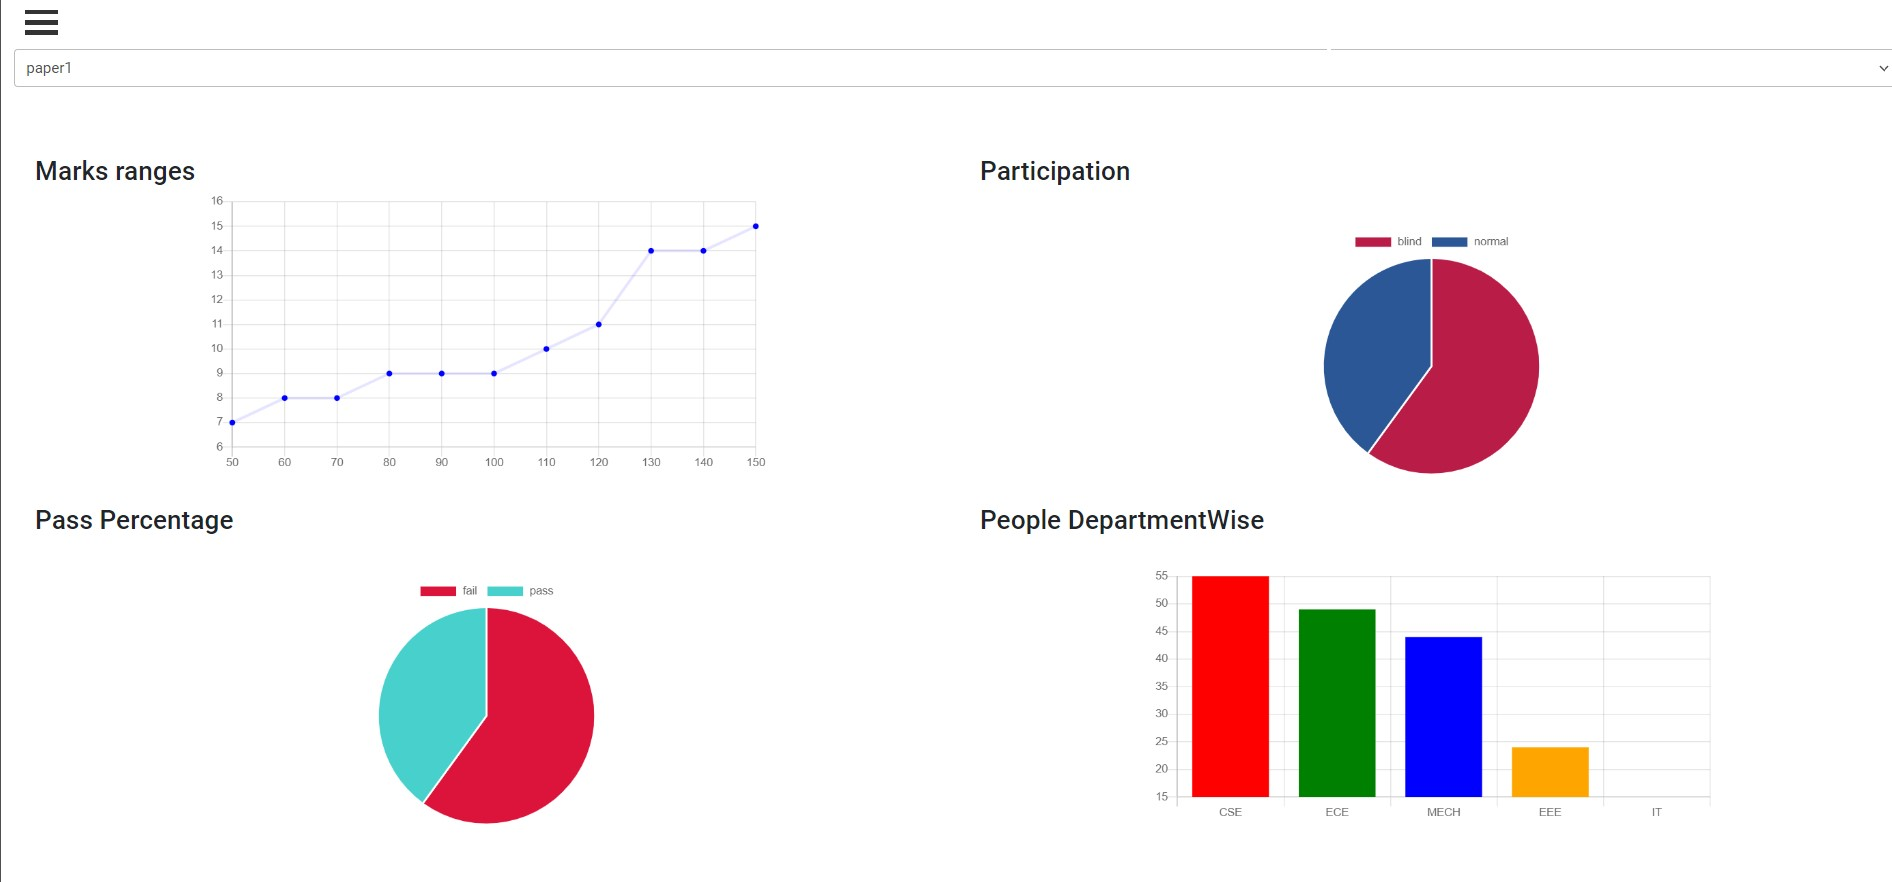 paper1
Marks ranges
16
15
14
13
12
11
10
9
8
7
6
50 60 70 80 90 100 110 120 130 140 150
Participation
blind normal
Pass Percentage
fail pass
People DepartmentWise
55
50
45
40
35
30
25
20
15
CSE ECE MECH EEE IT